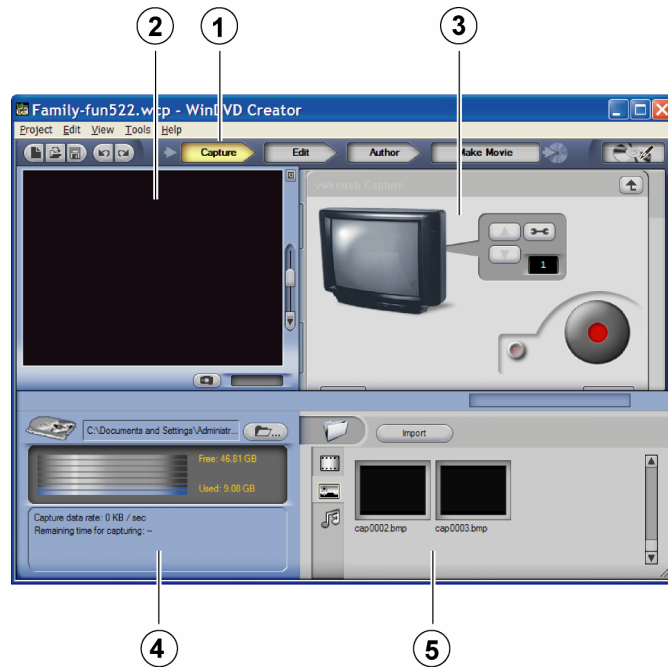 2
1
3
Family-fun522.wcp - WinDVD Creator
Project Edit View Tools Help
Capture
Edit
Author
Make Movie
Capture
1
C:\Documents and Settings\Administr...
...
Import
Free: 46.81 GB
Used: 9.08 GB
Capture data rate: 0 KB / sec
Remaining time for capturing: --
cap0002.bmp
cap0003.bmp
4
5